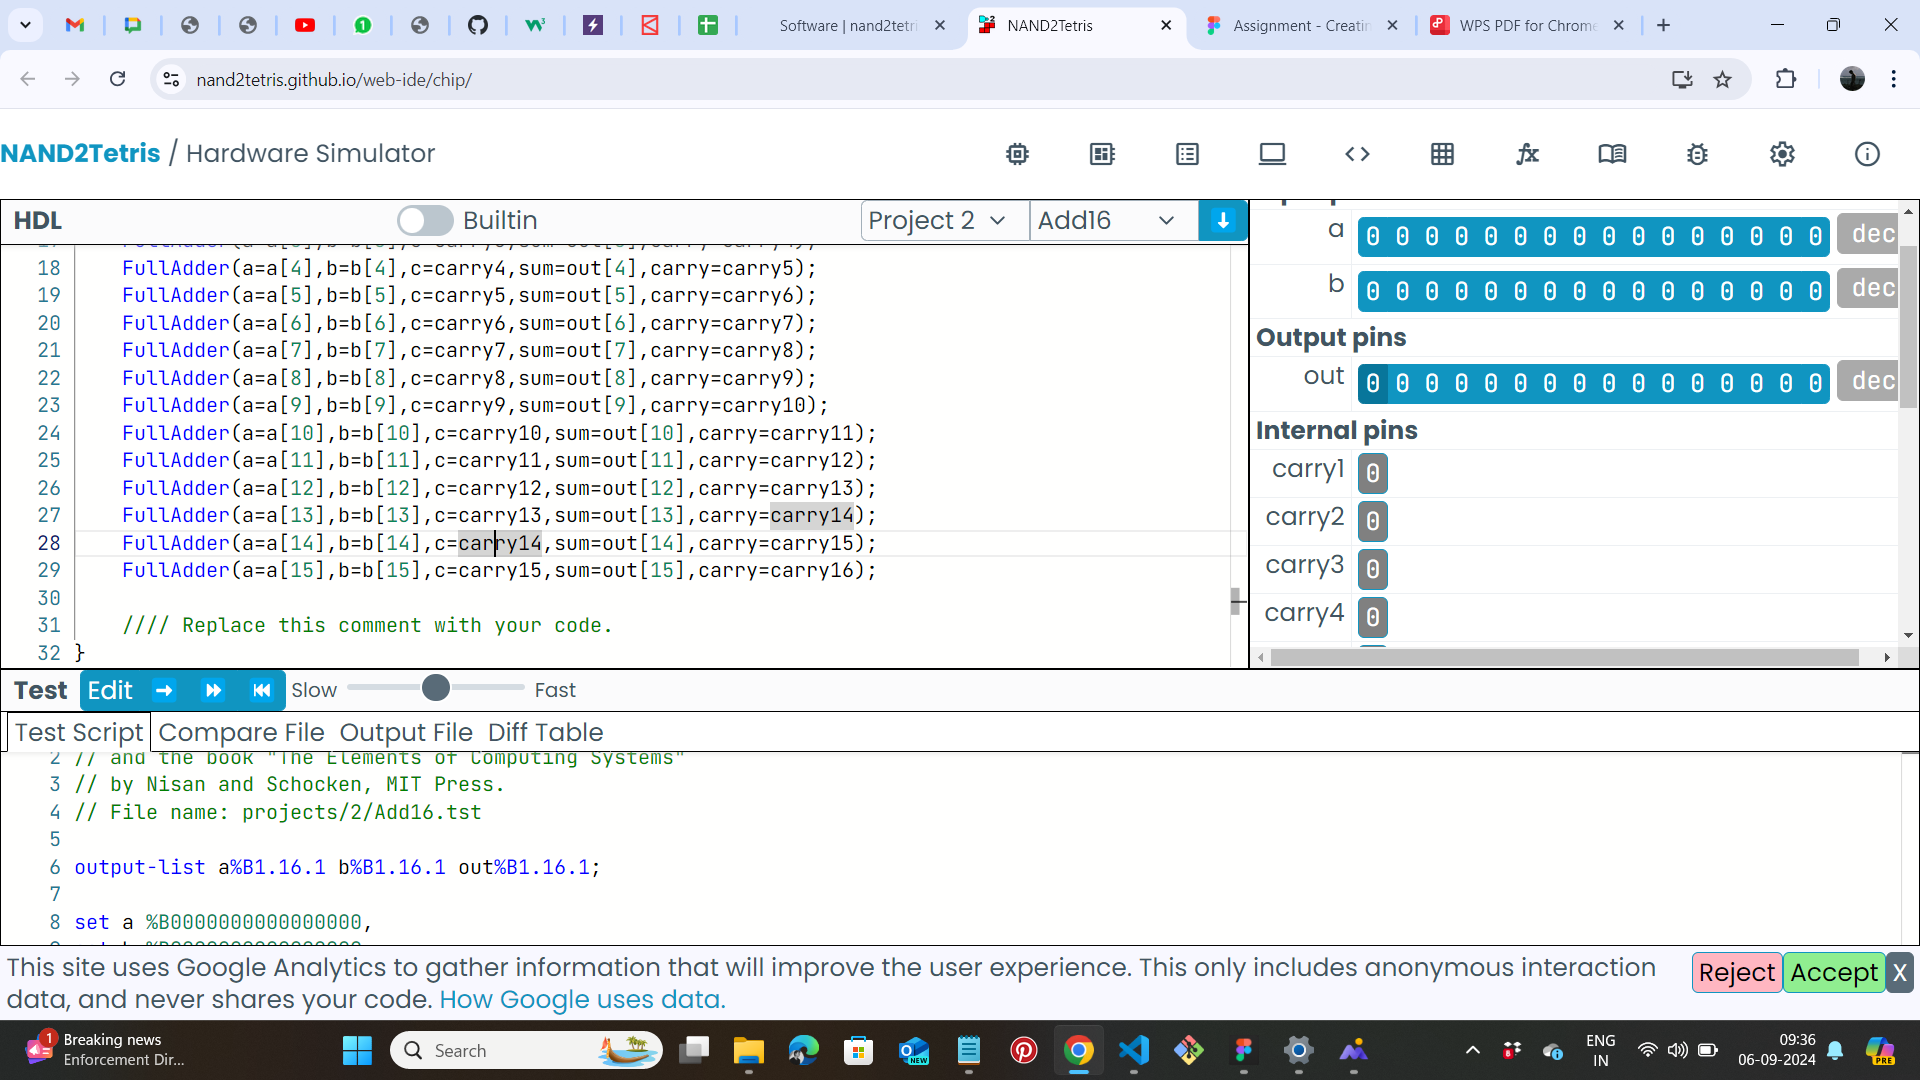 Software | nand2tetri
NAND2Tetris
Assignment - Creatin
WPS PDF for Chrome
nand2tetris.github.io/web-ide/chip/
NAND2Tetris / Hardware Simulator
HDL
Builtin
Project 2
Add16
18 FullAdder(a=a[4],b=b[4],c=carry4,sum=out[4],carry=carry5);
19 FullAdder(a=a[5],b=b[5],c=carry5,sum=out[5],carry=carry6);
20 FullAdder(a=a[6],b=b[6],c=carry6,sum=out[6],carry=carry7);
21 FullAdder(a=a[7],b=b[7],c=carry7,sum=out[7],carry=carry8);
22 FullAdder(a=a[8],b=b[8],c=carry8,sum=out[8],carry=carry9);
23 FullAdder(a=a[9],b=b[9],c=carry9,sum=out[9],carry=carry10);
24 FullAdder(a=a[10],b=b[10],c=carry10,sum=out[10],carry=carry11);
25 FullAdder(a=a[11],b=b[11],c=carry11,sum=out[11],carry=carry12);
26 FullAdder(a=a[12],b=b[12],c=carry12,sum=out[12],carry=carry13);
27 FullAdder(a=a[13],b=b[13],c=carry13,sum=out[13],carry=carry14);
28 FullAdder(a=a[14],b=b[14],c=carry14,sum=out[14],carry=carry15);
29 FullAdder(a=a[15],b=b[15],c=carry15,sum=out[15],carry=carry16);
30
31 //// Replace this comment with your code.
32 }
a 0 0 0 0 0 0 0 0 0 0 0 0 0 0 0 0 dec
b 0 0 0 0 0 0 0 0 0 0 0 0 0 0 0 0 dec
Output pins
out 0 0 0 0 0 0 0 0 0 0 0 0 0 0 0 0 dec
Internal pins
carry1 0
carry2 0
carry3 0
carry4 0
Test Edit Slow Fast
Test Script Compare File Output File Diff Table
2 // and the book "The Elements of Computing Systems"
3 // by Nisan and Schocken, MIT Press.
4 // File name: projects/2/Add16.tst
5
6 output-list a%B1.16.1 b%B1.16.1 out%B1.16.1;
7
8 set a %B0000000000000000,
This site uses Google Analytics to gather information that will improve the user experience. This only includes anonymous interaction
data, and never shares your code. How Google uses data.
Reject Accept X
1
Breaking news
Enforcement Dir...
Search
NEW
8
ENG
IN
09:36
06-09-2024
PRE